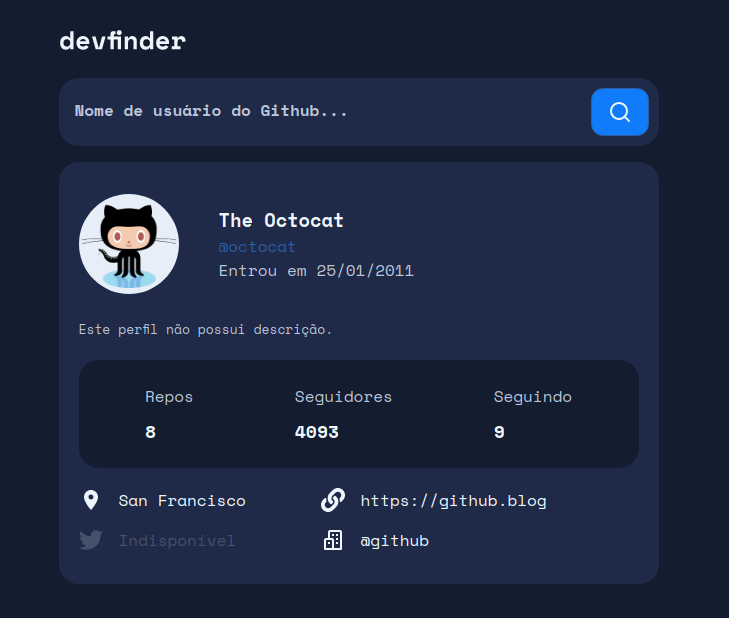 devfinder
Nome de usuário do Github...
The Octocat
@octocat
Entrou em 25/01/2011
Este perfil não possui descrição.
Repos Seguidores Seguindo
8 4093 9
San Francisco https://github.blog
Indisponível @github